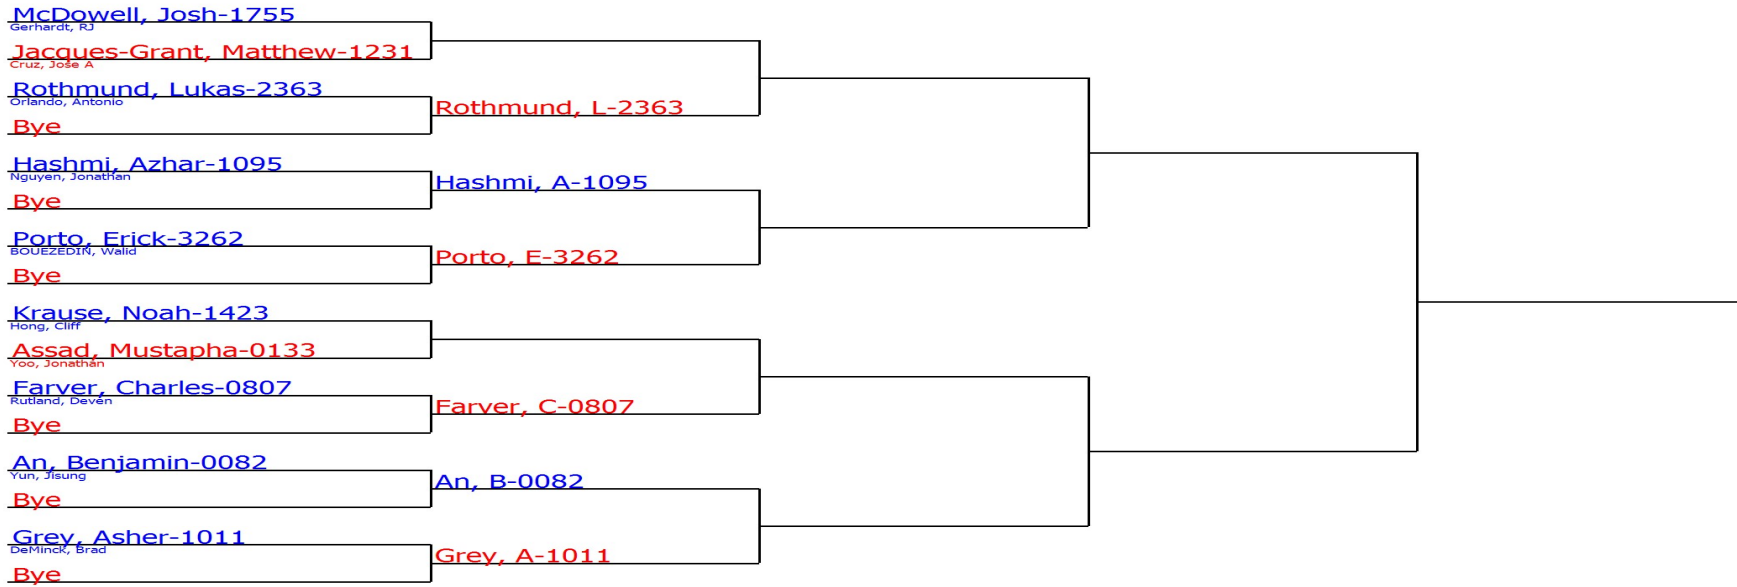 McDowell, Josh-1755
Gerhardt, RJ
Jacques-Grant, Matthew-1231
Cruz, Jose A
Rothmund, Lukas-2363
Orlando, Antonio
Bye
Rothmund, L-2363
Hashmi, Azhar-1095
Nguyen, Jonathan
Bye
Hashmi, A-1095
Porto, Erick-3262
BOUEZEDIN, Walid
Bye
Porto, E-3262
Krause, Noah-1423
Hong, Cliff
Assad, Mustapha-0133
Yoo, Jonathan
Farver, Charles-0807
Rutland, Deven
Bye
Farver, C-0807
An, Benjamin-0082
Yun, Jisung
Bye
An, B-0082
Grey, Asher-1011
DeMinck, Brad
Bye
Grey, A-1011